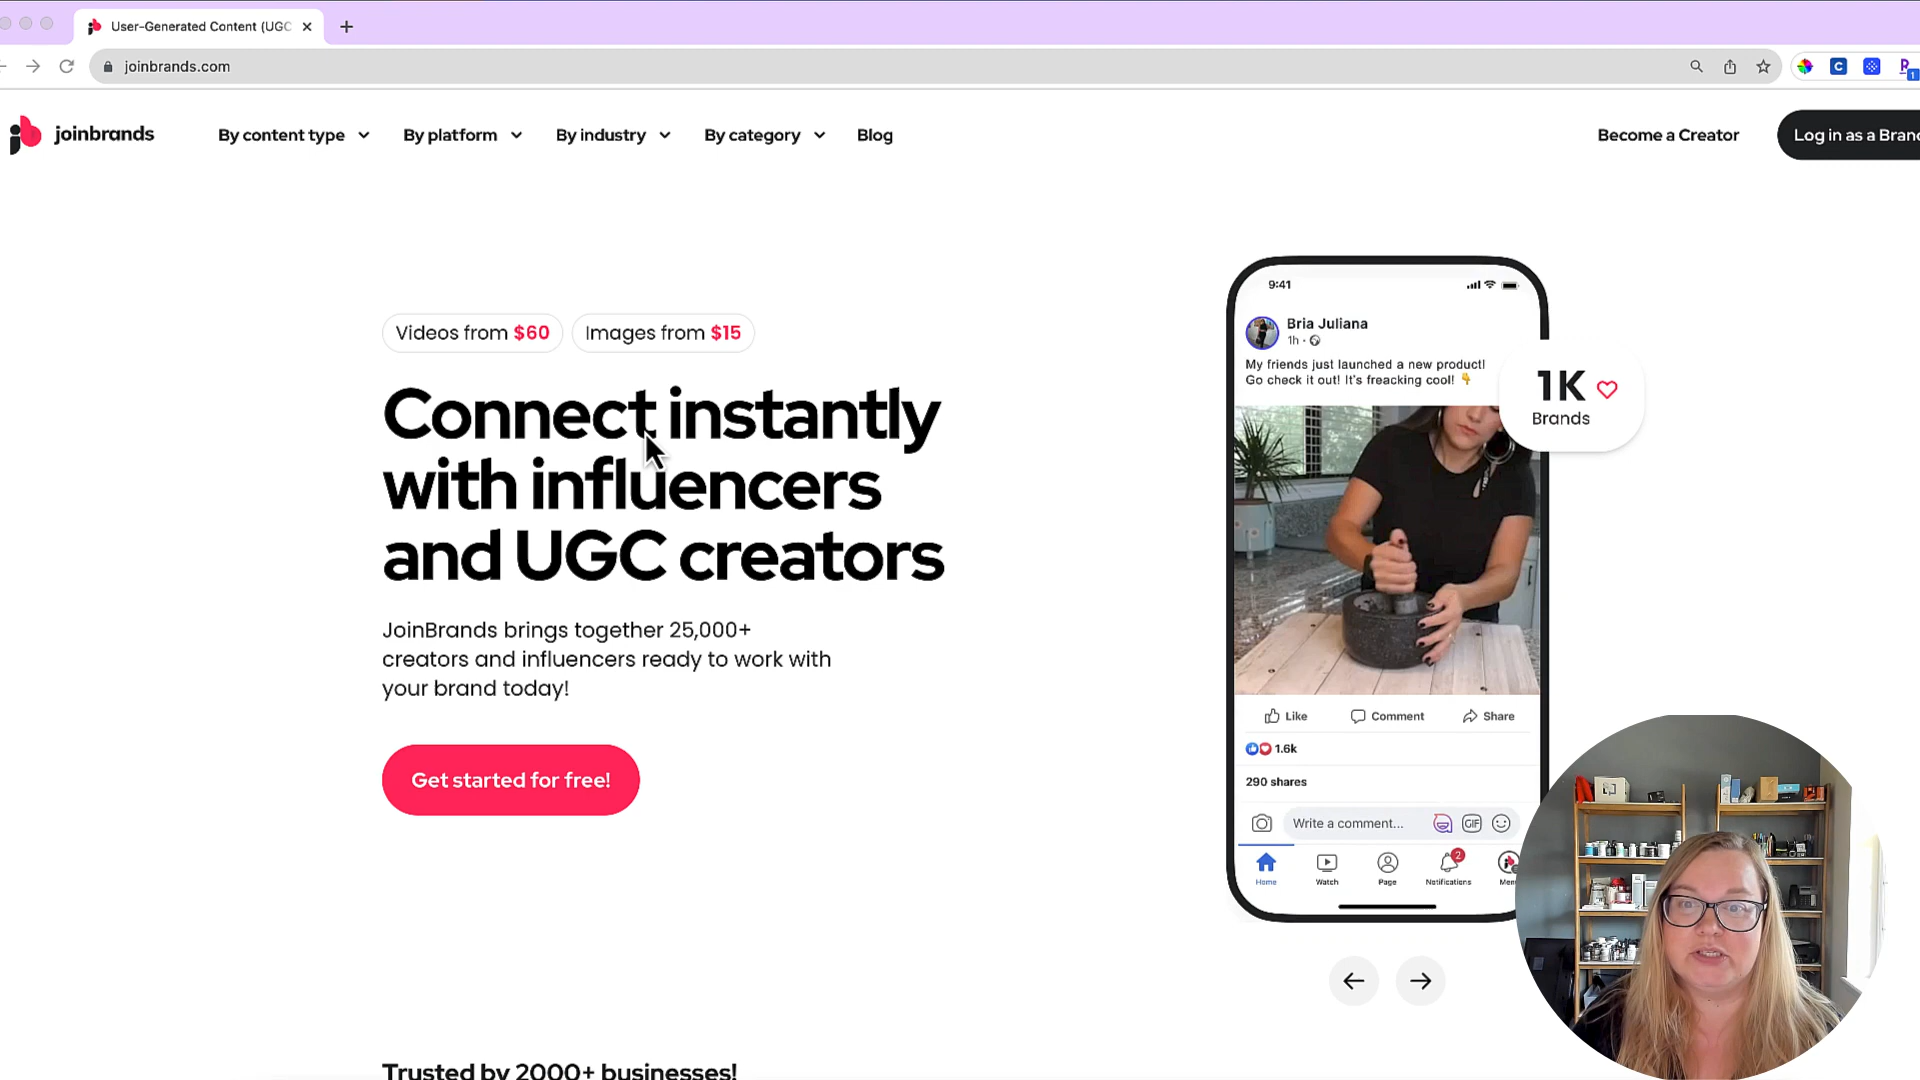 User-Generated Content (UGC
joinbrands.com
joinbrands
By content type
By platform
By industry
By category
Blog
Become a Creator
Log in as a Bran
Videos from $60
Images from $15
Connect instantly
with influencers
and UGC creators
JoinBrands brings together 25,000+
creators and influencers ready to work with
your brand today!
Get started for free!
9:41
Bria Juliana
1h
My friends just launched a new product!
Go check it out! It's freacking cool! 👇
1K
Brands
Like
Comment
Share
1.6k
290 shares
Write a comment...
GIF
2
Home
Watch
Page
Notifications
Men
Trusted by 2000+ businesses!